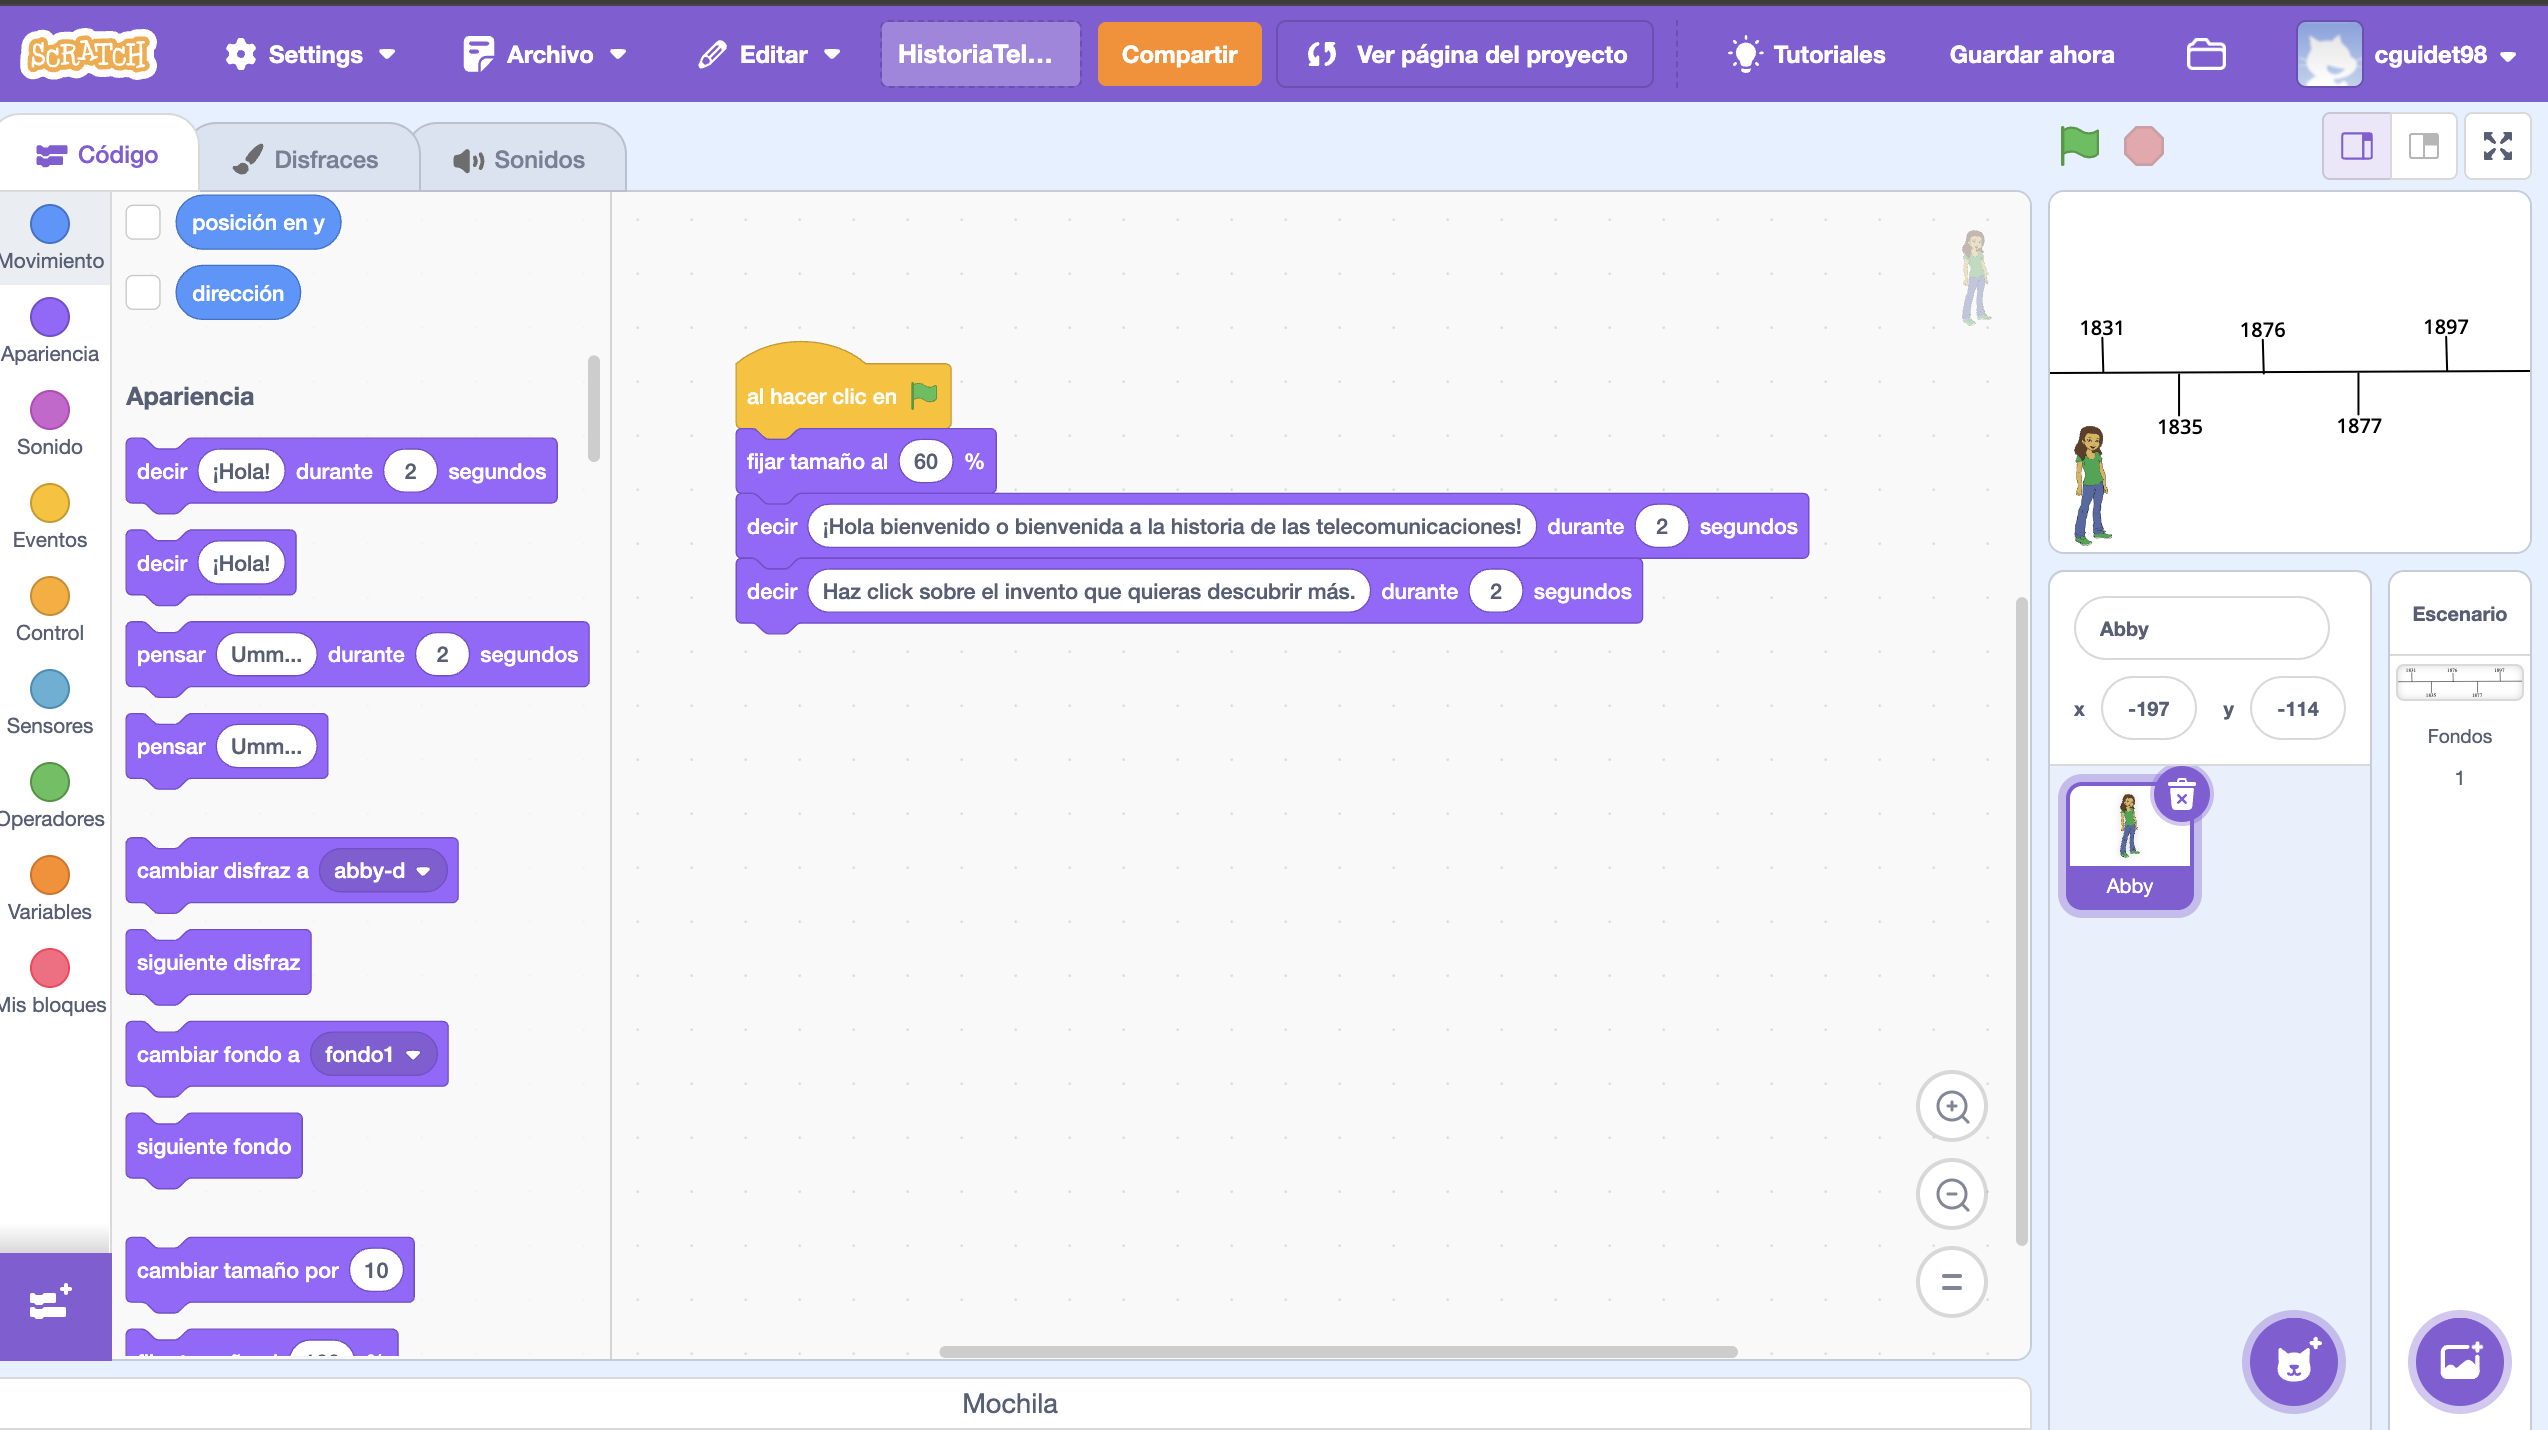 SCRATCH
Settings
Archivo
Editar
HistoriaTel...
Compartir
Ver página del proyecto
Tutoriales
Guardar ahora
cguidet98
Código
Disfraces
Sonidos
Movimiento
Apariencia
Sonido
Eventos
Control
Sensores
Operadores
Variables
Mis bloques
posición en y
dirección
Apariencia
decir ¡Hola! durante 2 segundos
decir ¡Hola!
pensar Umm... durante 2 segundos
pensar Umm...
cambiar disfraz a abby-d
siguiente disfraz
cambiar fondo a fondo1
siguiente fondo
cambiar tamaño por 10
al hacer clic en
fijar tamaño al 60 %
decir ¡Hola bienvenido o bienvenida a la historia de las telecomunicaciones! durante 2 segundos
decir Haz click sobre el invento que quieras descubrir más. durante 2 segundos
Mochila
1831
1876
1897
1835
1877
Abby
x -197 y -114
Abby
Escenario
1831 1876 1897
1835 1877
Fondos
1